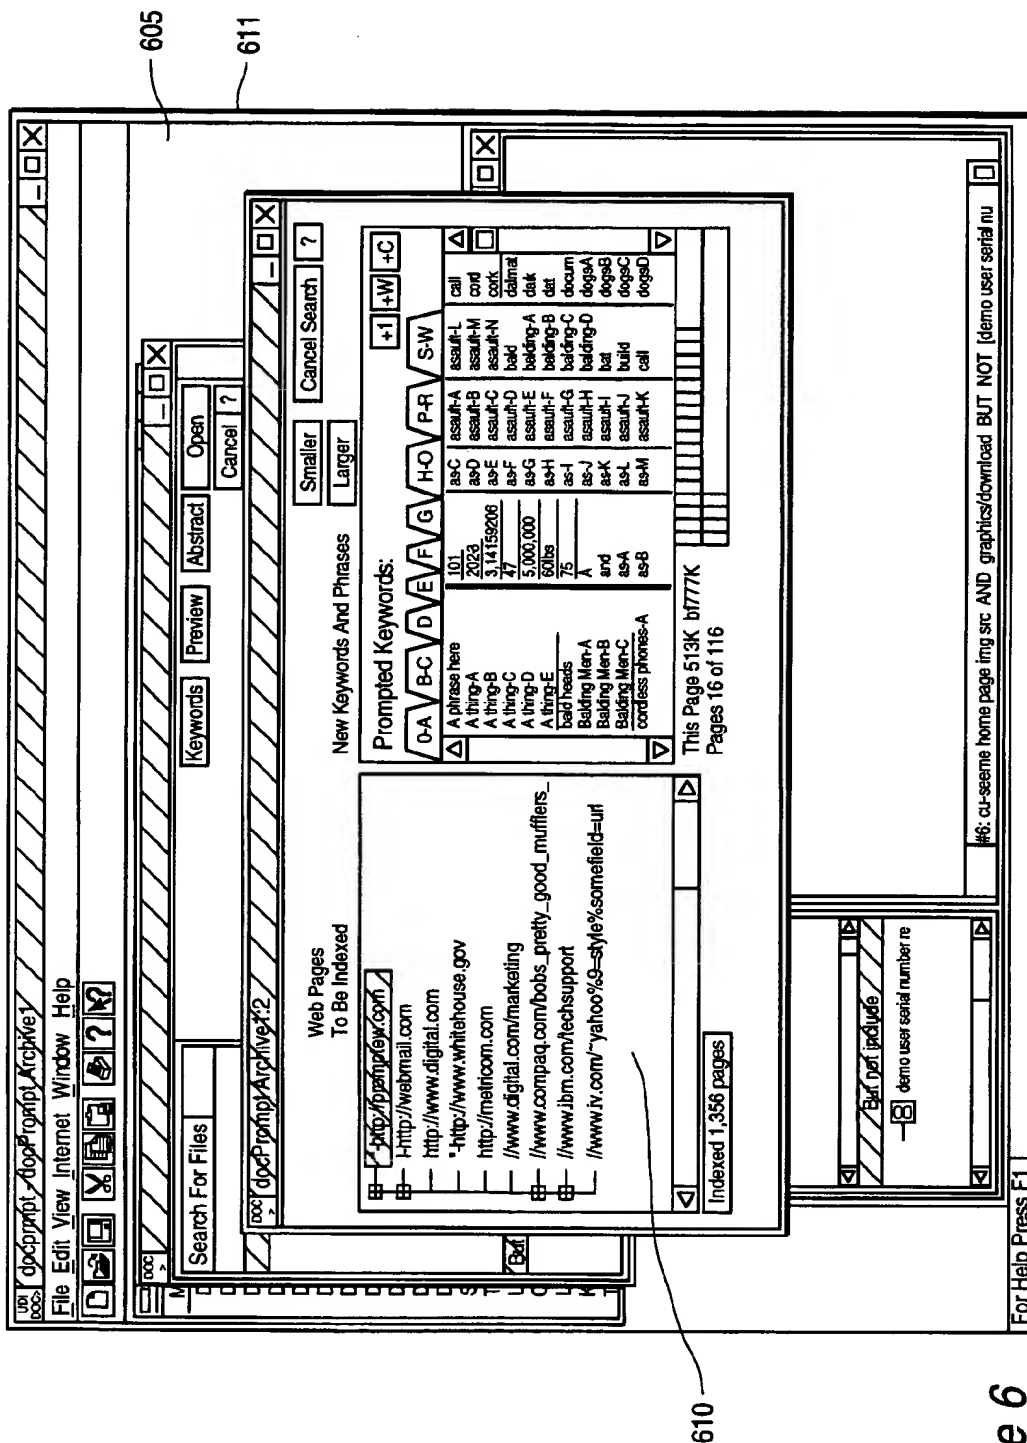 605
611
610
UDI
DOC>
docprmpt - docPrompt Archive1
File Edit View Internet Window Help
DOC
>
Search For Files
Keywords
Preview
Abstract
Open
Cancel
?
DOC
>
docPrompt Archive1:2
Web Pages
To Be Indexed
New Keywords And Phrases
Smaller
Larger
Cancel Search
?
"-http://ppromptew.com
I-http://webmail.com
http://www.digital.com
"-http://www.whitehouse.gov
http://metricom.com
//www.digital.com/marketing
//www.compaq.com/bobs_pretty_good_mufflers_
//www.ibm.com/techsupport
//www.iv.com/~yahoo%9=style%somefield=url
Indexed 1,356 pages
Prompted Keywords:
+1 +W +C
0-A B-C D E F G H-O P-R S-W
A phrase here
A thing-A
A thing-B
A thing-C
A thing-D
A thing-E
bald heads
Balding Men-A
Balding Men-B
Balding Men-C
cordless phones-A
101
2023
3,14159206
47
5,000,000
60lbs
75
A
and
as-A
as-B
as-C
as-D
as-E
as-F
as-G
as-H
as-I
as-J
as-K
as-L
as-M
asault-A
asault-B
asault-C
asault-D
asault-E
asault-F
asault-G
asault-H
asault-I
asault-J
asault-K
asault-L
asault-M
asault-N
bald
balding-A
balding-B
balding-C
balding-D
bat
build
call
call
cord
cork
dalmat
dark
dat
docum
dogsA
dogsB
dogsC
dogsD
This Page 513K bf777K
Pages 16 of 116
But
But not include
demo user serial number re
#6: cu-seeme home page img src AND graphics/download BUT NOT [demo user serial nu
For Help Press F1
e 6